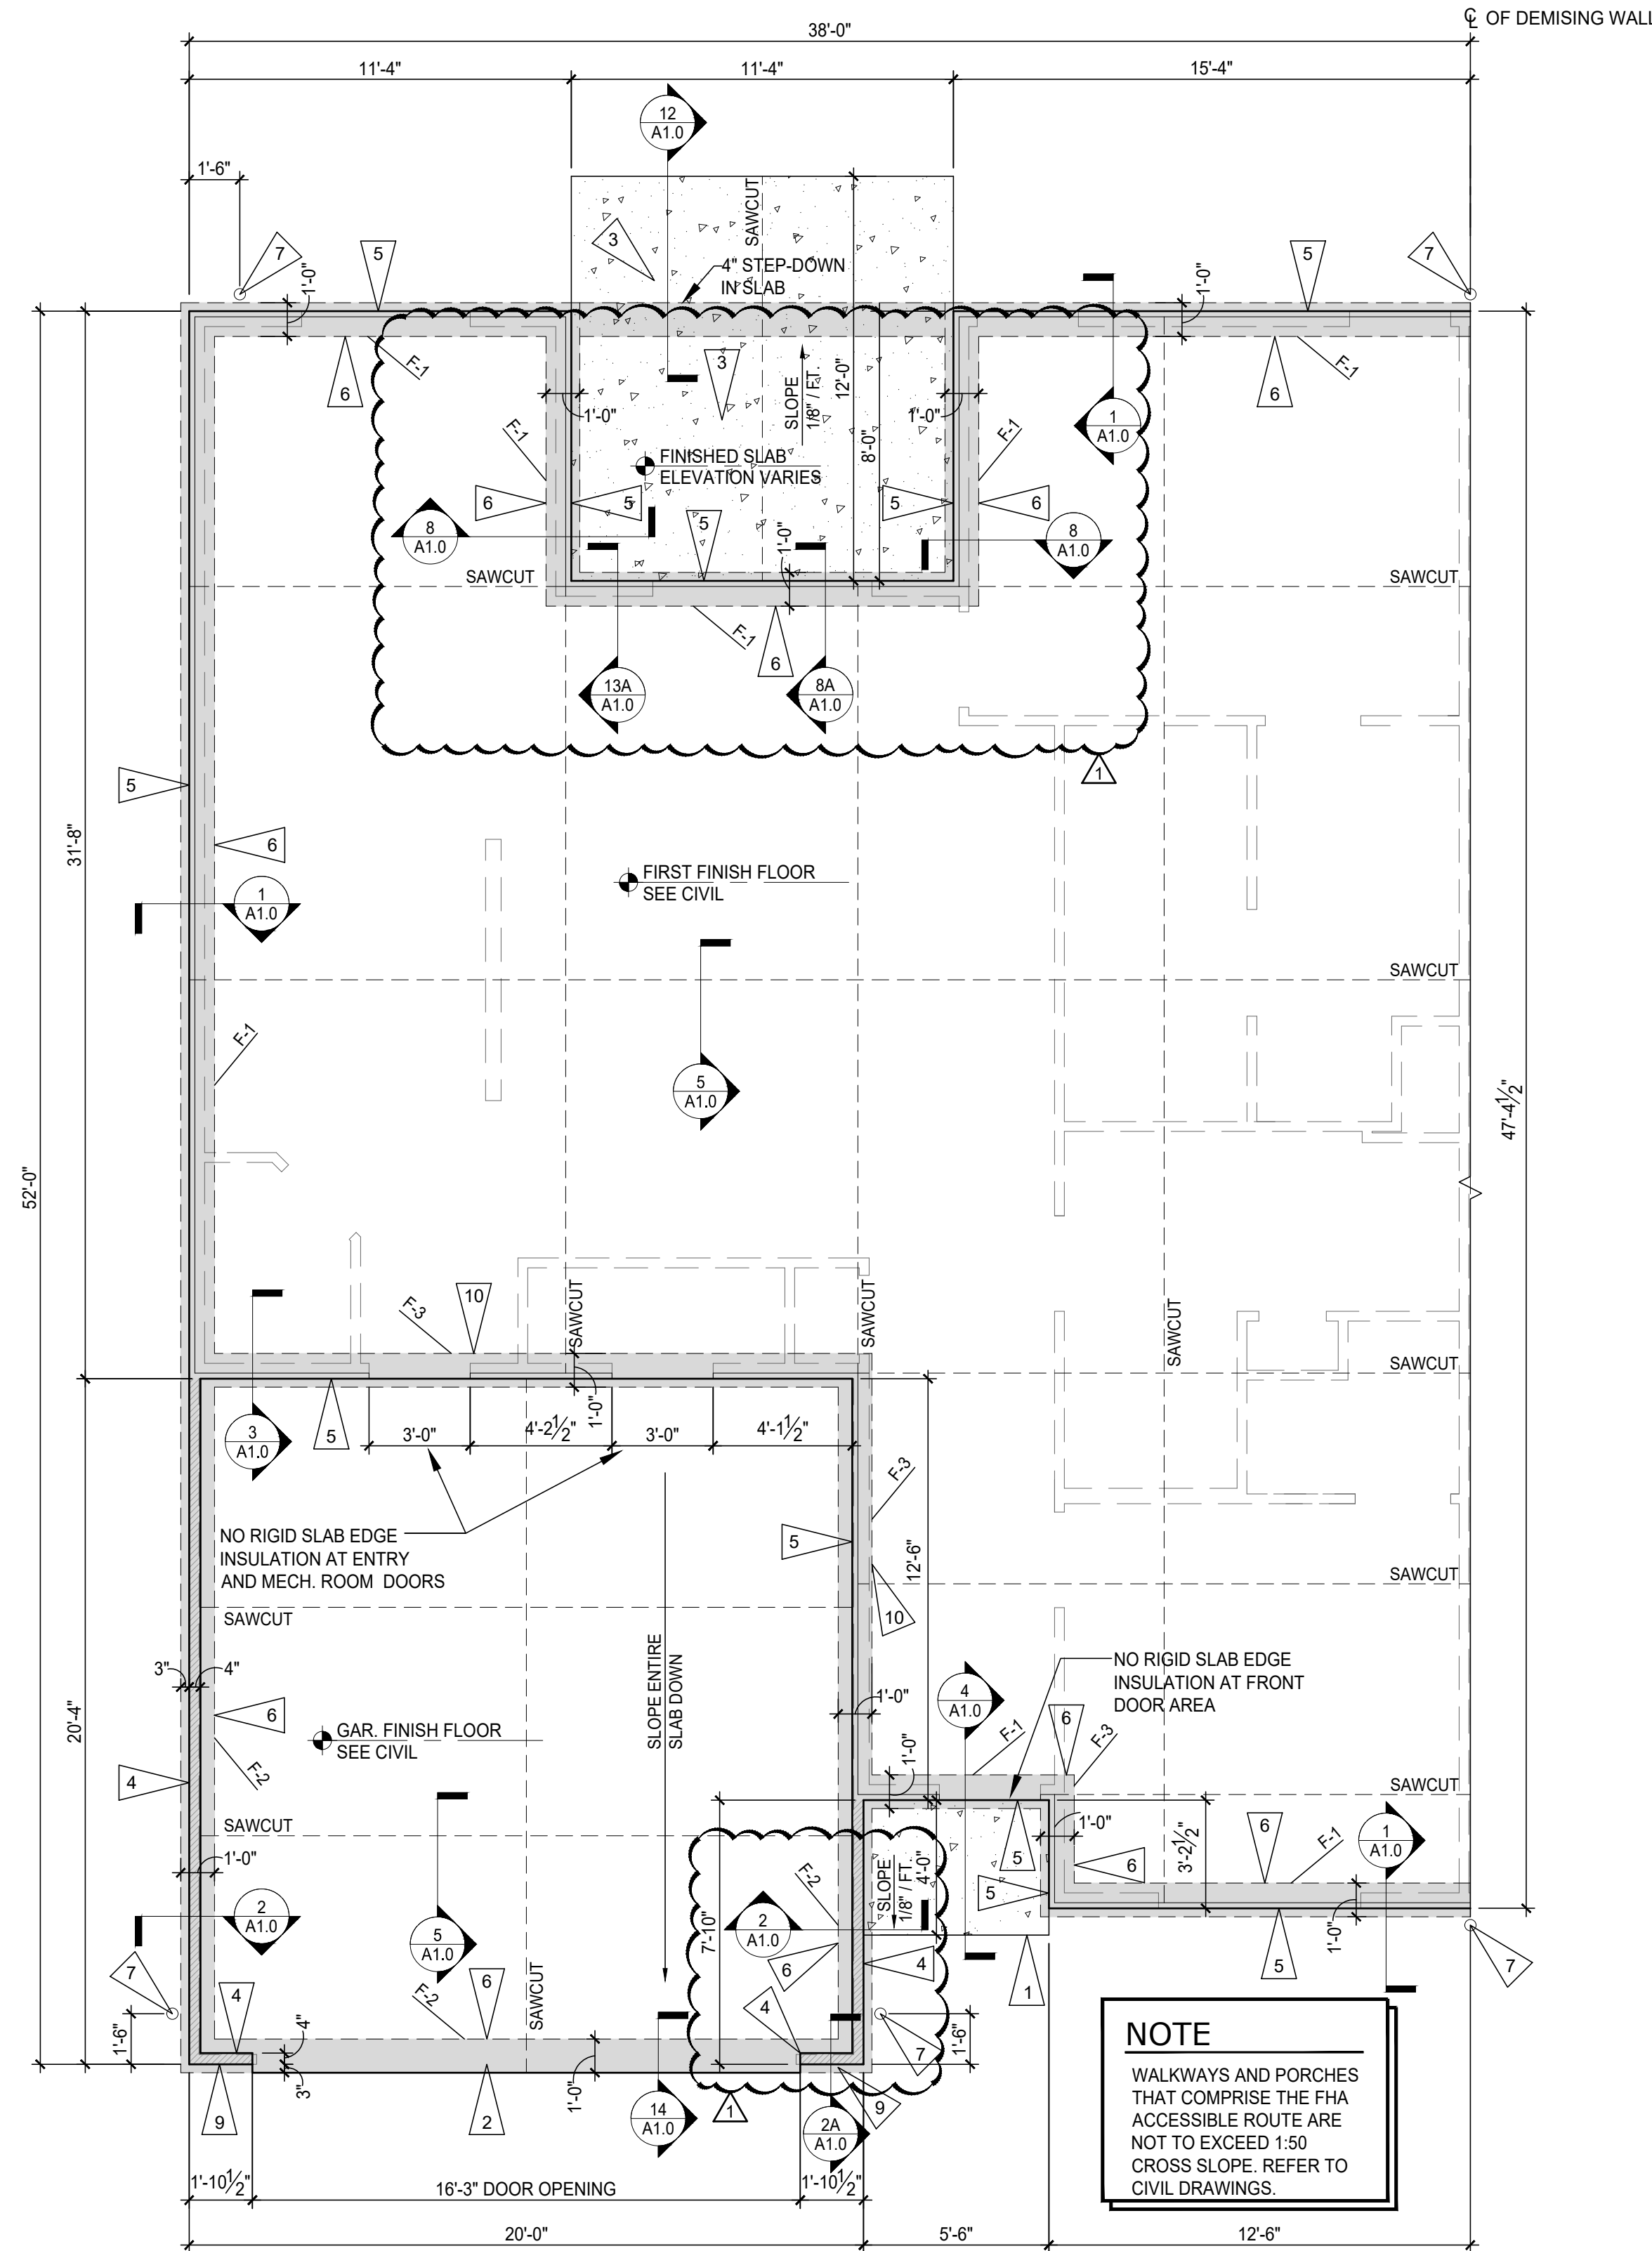 ℄ OF DEMISING WALL
38'-0"
11'-4"
11'-4"
15'-4"
12
A1.0
1'-6"
SAWCUT
7
5
3
5
7
1'-0"
4" STEP-DOWN
IN SLAB
1'-0"
F-1
6
3
SLOPE
1/8" / FT.
12'-0"
F-1
6
1'-0"
1'-0"
1
A1.0
F-1
8'-0"
F-1
FINISHED SLAB
ELEVATION VARIES
6
5
5
6
5
8
A1.0
1'-0"
8
A1.0
SAWCUT
SAWCUT
F-1
6
13A
A1.0
8A
A1.0
1
5
31'-8"
6
FIRST FINISH FLOOR
SEE CIVIL
1
A1.0
SAWCUT
F-1
5
A1.0
47'-4½"
52'-0"
F-3
10
SAWCUT
SAWCUT
SAWCUT
SAWCUT
3
A1.0
5
3'-0"
4'-2½"
1'-0"
3'-0"
4'-1½"
F-3
NO RIGID SLAB EDGE
INSULATION AT ENTRY
AND MECH. ROOM DOORS
5
12'-6"
SAWCUT
10
SAWCUT
3"
4"
SLOPE ENTIRE
SLAB DOWN
NO RIGID SLAB EDGE
INSULATION AT FRONT
DOOR AREA
20'-4"
6
1'-0"
4
A1.0
6
F-1
F-3
GAR. FINISH FLOOR
SEE CIVIL
F-2
4
1'-0"
SAWCUT
SAWCUT
1'-0"
1'-0"
6
F-1
1
A1.0
5
6
3'-2½"
F-2
SLOPE
1/8" / FT.
4'-0"
5
2
A1.0
5
A1.0
7'-10"
2
A1.0
1'-0"
6
4
5
7
7
4
F-2
6
SAWCUT
4
1
1'-6"
4"
3"
1'-0"
7
1'-6"
9
2
14
A1.0
1
2A
A1.0
9
NOTE
WALKWAYS AND PORCHES
THAT COMPRISE THE FHA
ACCESSIBLE ROUTE ARE
NOT TO EXCEED 1:50
CROSS SLOPE. REFER TO
CIVIL DRAWINGS.
1'-10½"
16'-3" DOOR OPENING
1'-10½"
20'-0"
5'-6"
12'-6"